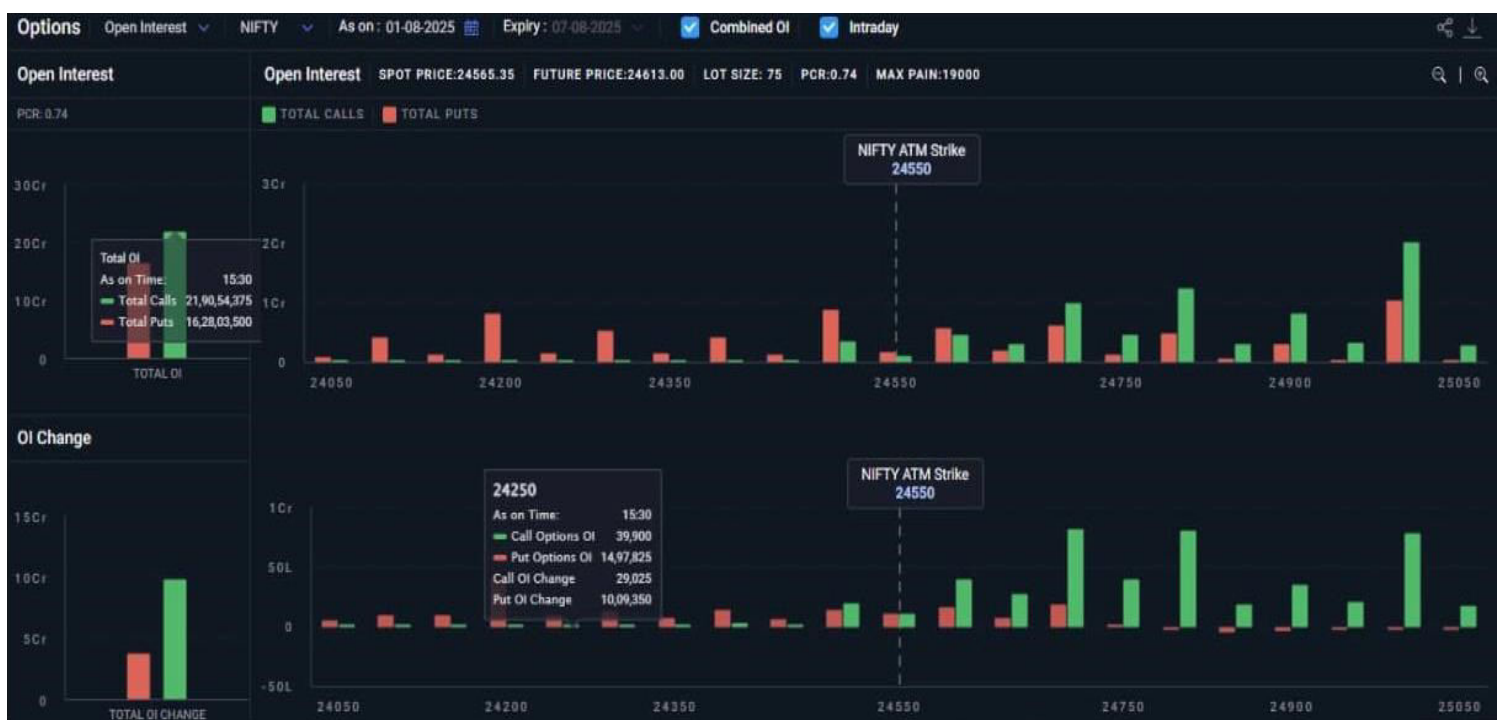 Options Open Interest NIFTY As on : 01-08-2025 Expiry : 07-08-2025 Combined OI Intraday
Open Interest
PCR: 0.74
30Cr
20Cr
10Cr
0
Total OI
As on Time: 15:30
Total Calls 21,90,54,375
Total Puts 16,28,03,500
TOTAL OI
Open Interest SPOT PRICE:24565.35 FUTURE PRICE:24613.00 LOT SIZE: 75 PCR:0.74 MAX PAIN:19000
TOTAL CALLS TOTAL PUTS
NIFTY ATM Strike
24550
3Cr
2Cr
1Cr
0
24050 24200 24350 24550 24750 24900 25050
OI Change
15Cr
10Cr
5Cr
0
TOTAL OI CHANGE
NIFTY ATM Strike
24550
24250
As on Time: 15:30
Call Options OI 39,900
Put Options OI 14,97,825
Call OI Change 29,025
Put OI Change 10,09,350
1Cr
50L
0
-50L
24050 24200 24350 24550 24750 24900 25050